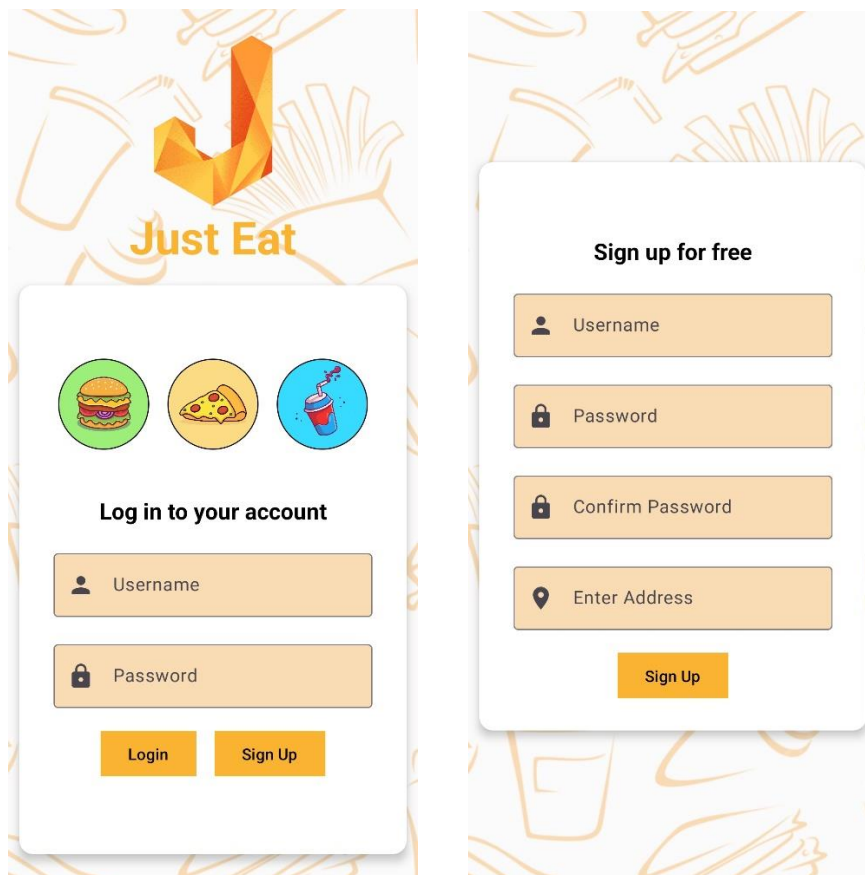 Just Eat
Log in to your account
Username
Password
Login
Sign Up
Sign up for free
Username
Password
Confirm Password
Enter Address
Sign Up